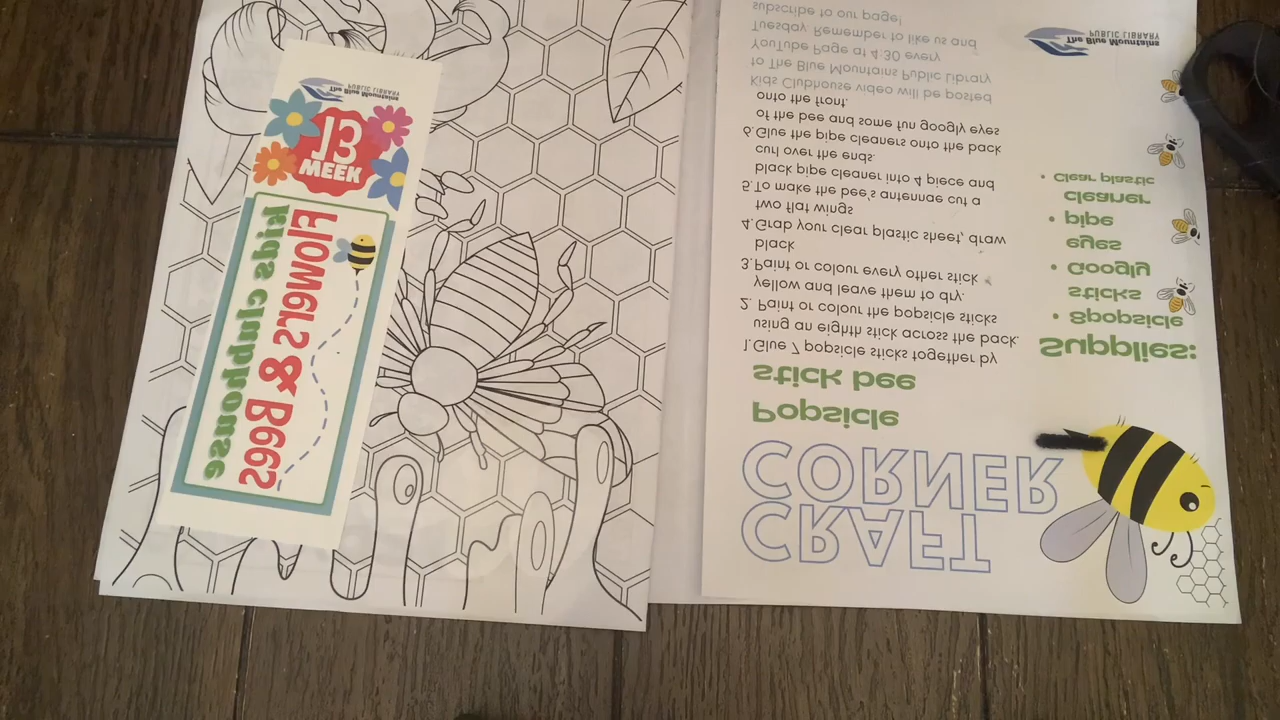 The Blue Mountains
PUBLIC LIBRARY
WEEK
13
Flowers & Bees
kids clubhouse
CRAFT
CORNER
Popsicle
stick bee
1.Glue 7 popsicle sticks together by
using an eighth stick across the back.
2. Paint or colour the popsicle sticks
yellow and leave them to dry.
3.Paint or colour every other stick
black
4.Grab your clear plastic sheet, draw
two flat wings
5.To make the bee's antennae cut a
black pipe cleaner into 4 piece and
curl over the ends.
6.Glue the pipe cleaners onto the back
of the bee and some fun googly eyes
onto the front.
Kids Clubhouse video will be posted
to The Blue Mountains Public Library
YouTube Page at 4:30 every
Tuesday. Remember to like us and
subscribe to our page!
Supplies:
• 8popsicle
sticks
• Googly
eyes
• pipe
cleaner
• Clear plastic
The Blue Mountains
PUBLIC LIBRARY